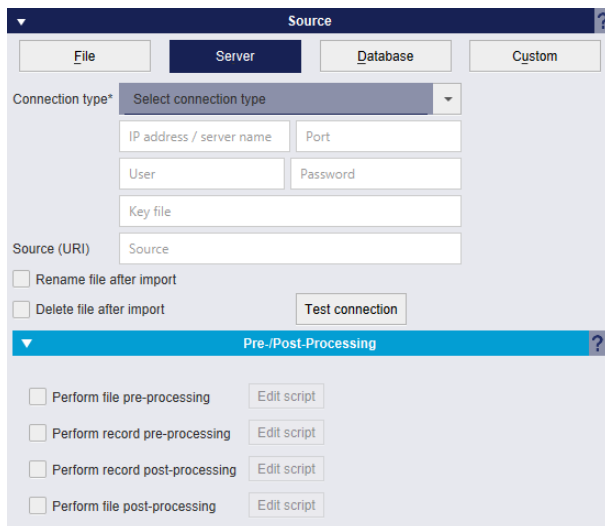 Source ?
File Server Database Custom
Connection type* Select connection type
IP address / server name Port
User Password
Key file
Source (URI) Source
Rename file after import
Delete file after import Test connection
Pre-/Post-Processing ?
Perform file pre-processing Edit script
Perform record pre-processing Edit script
Perform record post-processing Edit script
Perform file post-processing Edit script